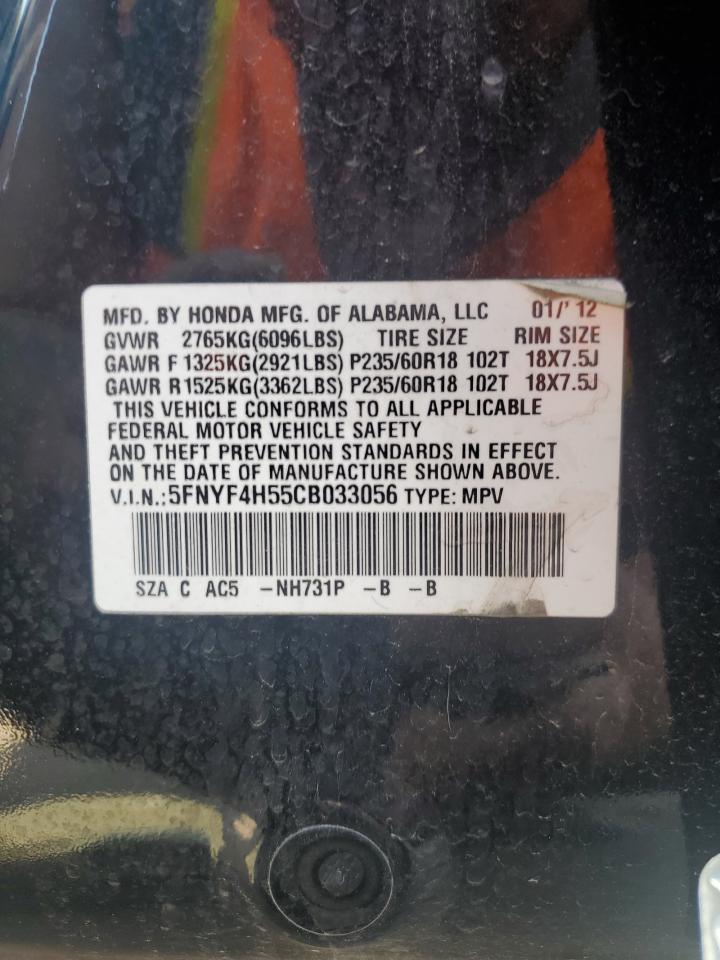 MFD. BY HONDA MFG. OF ALABAMA, LLC 01/' 12
GVWR 2765KG(6096LBS) TIRE SIZE RIM SIZE
GAWR F 1325KG(2921LBS) P235/60R18 102T 18X7.5J
GAWR R1525KG(3362LBS) P235/60R18 102T 18X7.5J
THIS VEHICLE CONFORMS TO ALL APPLICABLE
FEDERAL MOTOR VEHICLE SAFETY
AND THEFT PREVENTION STANDARDS IN EFFECT
ON THE DATE OF MANUFACTURE SHOWN ABOVE.
V.I.N.:5FNYF4H55CB033056 TYPE: MPV
SZA C AC5 -NH731P -B -B